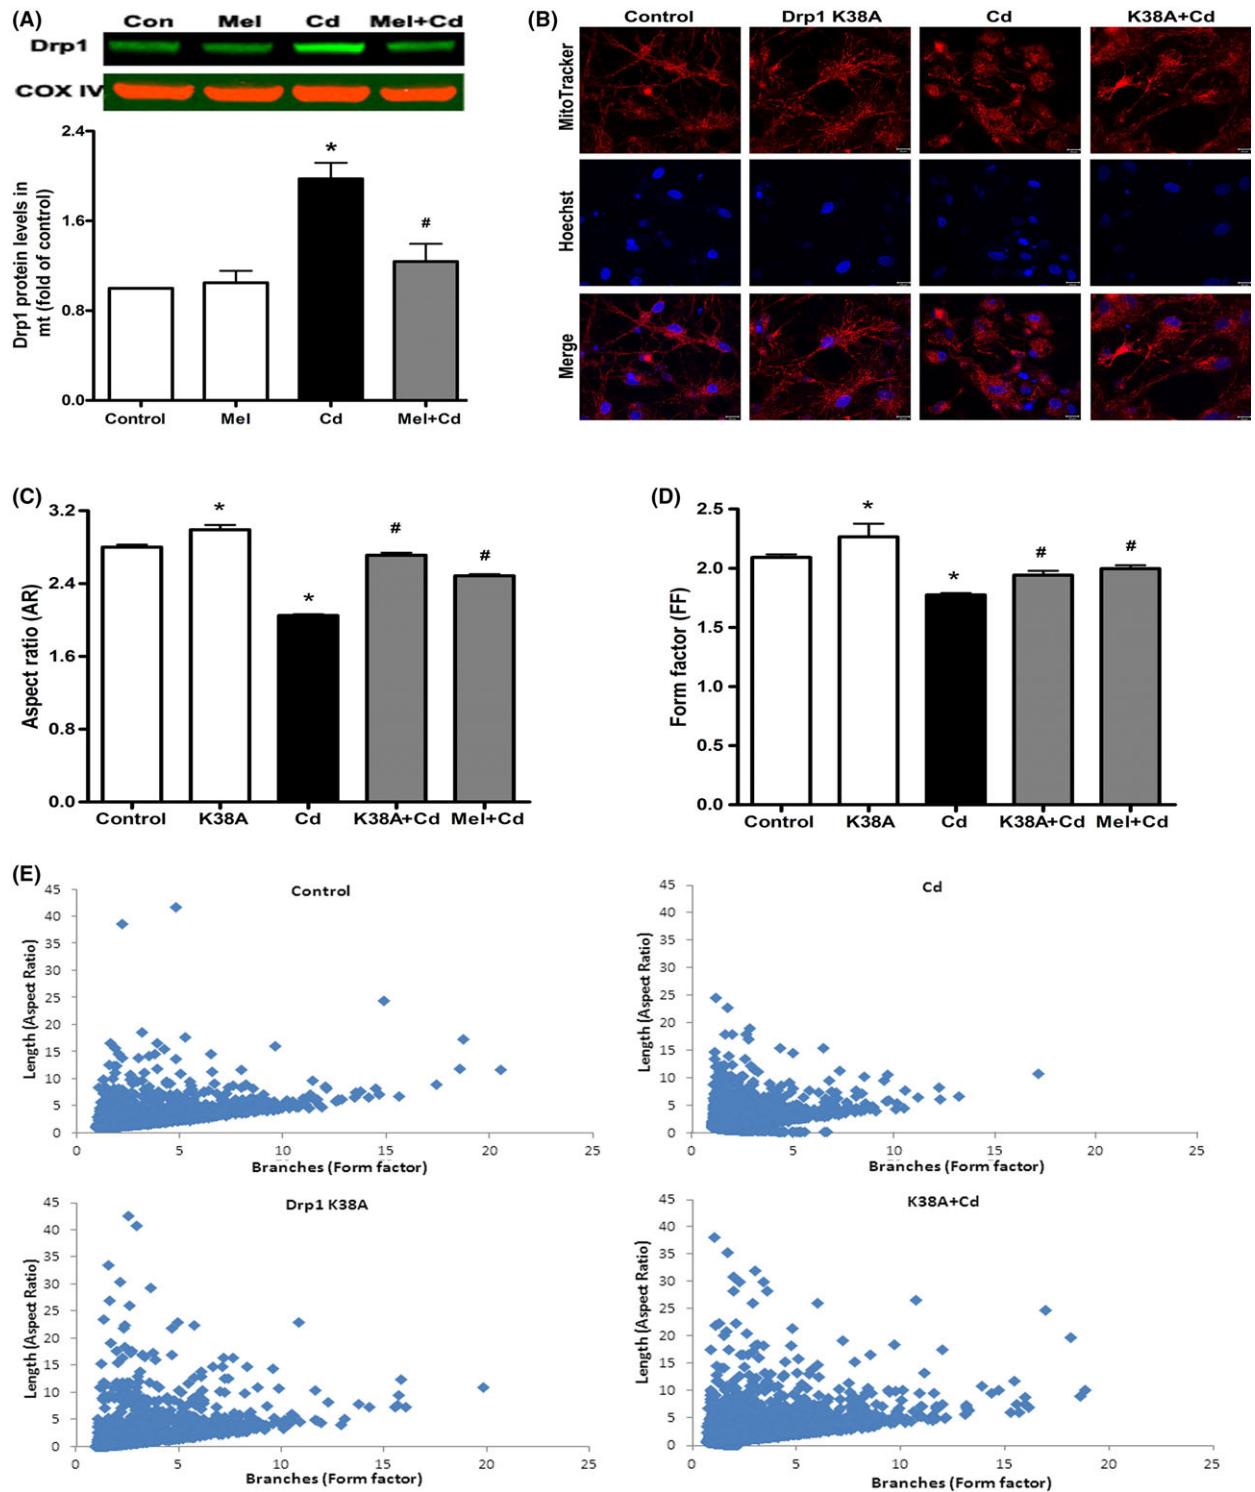 (A)
Con Mel Cd Mel+Cd
Drp1
COX IV
Drp1 protein levels in
mt (fold of control)
2.4
1.6
0.8
0.0
*
#
Control Mel Cd Mel+Cd
(B)
Control Drp1 K38A Cd K38A+Cd
MitoTracker
Hoechst
Merge
(C)
Aspect ratio (AR)
3.2
2.4
1.6
0.8
0.0
* * # #
Control K38A Cd K38A+Cd Mel+Cd
(D)
Form factor (FF)
2.5
2.0
1.5
1.0
0.5
0.0
* * # #
Control K38A Cd K38A+Cd Mel+Cd
(E)
Control
Length (Aspect Ratio)
45
40
35
30
25
20
15
10
5
0
0 5 10 15 20 25
Branches (Form factor)
Cd
Length (Aspect Ratio)
45
40
35
30
25
20
15
10
5
0
0 5 10 15 20 25
Branches (Form factor)
Drp1 K38A
Length (Aspect Ratio)
45
40
35
30
25
20
15
10
5
0
0 5 10 15 20 25
Branches (Form factor)
K38A+Cd
Length (Aspect Ratio)
45
40
35
30
25
20
15
10
5
0
0 5 10 15 20 25
Branches (Form factor)